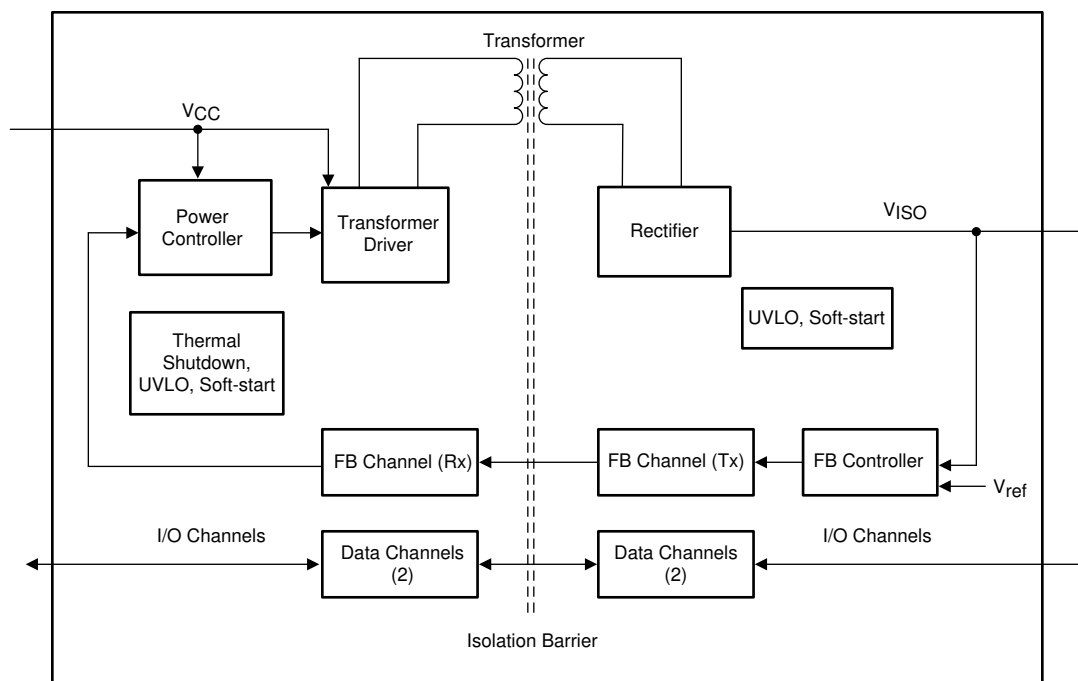 Transformer
VCC
Power
Controller
Transformer
Driver
Rectifier
VISO
UVLO, Soft-start
Thermal
Shutdown,
UVLO, Soft-start
FB Channel (Rx)
FB Channel (Tx)
FB Controller
Vref
I/O Channels
Data Channels
(2)
Data Channels
(2)
I/O Channels
Isolation Barrier